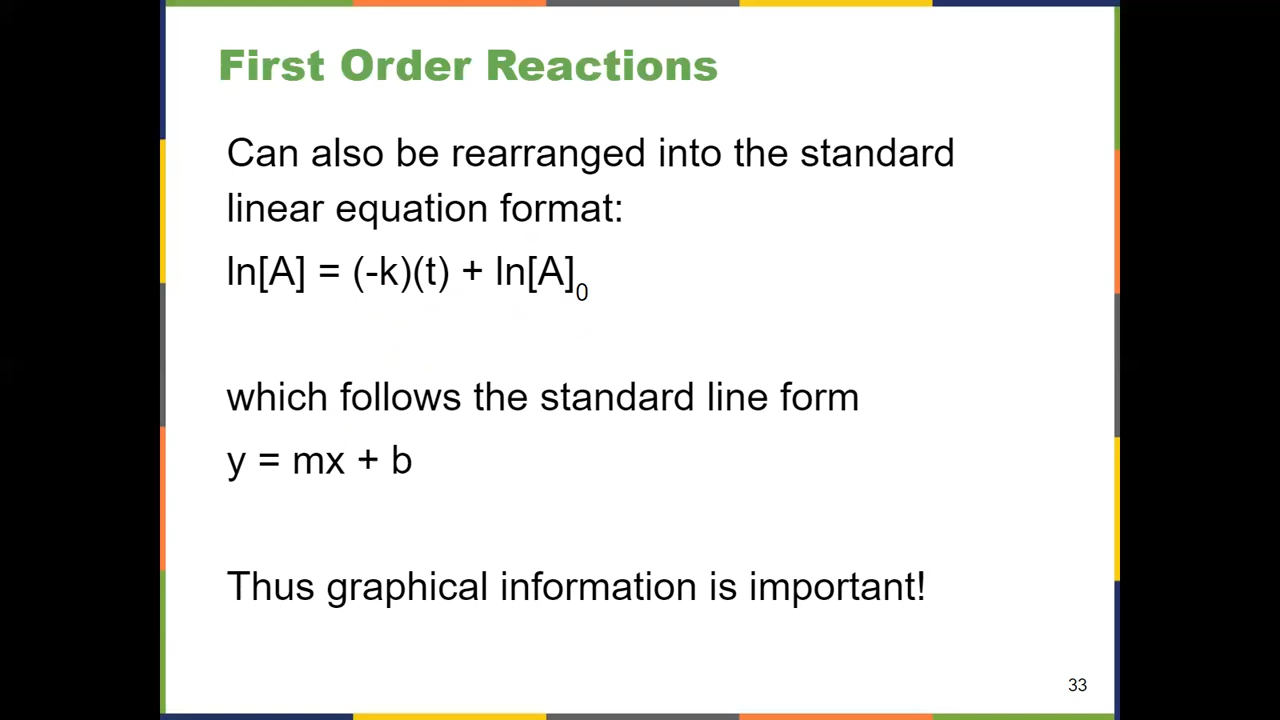 First Order Reactions
Can also be rearranged into the standard
linear equation format:
ln[A] = (-k)(t) + ln[A]₀
which follows the standard line form
y = mx + b
Thus graphical information is important!
33